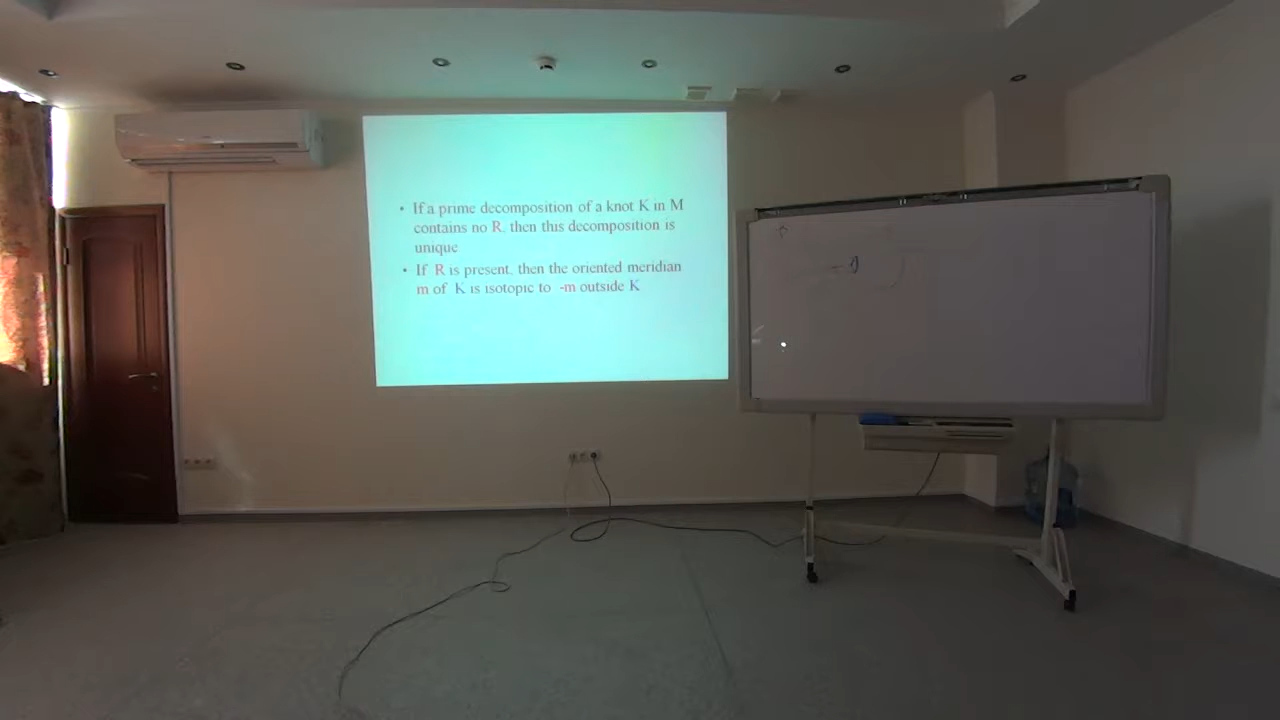 • If a prime decomposition of a knot K in M
contains no R, then this decomposition is
unique
• If R is present, then the oriented meridian
m of K is isotopic to -m outside K